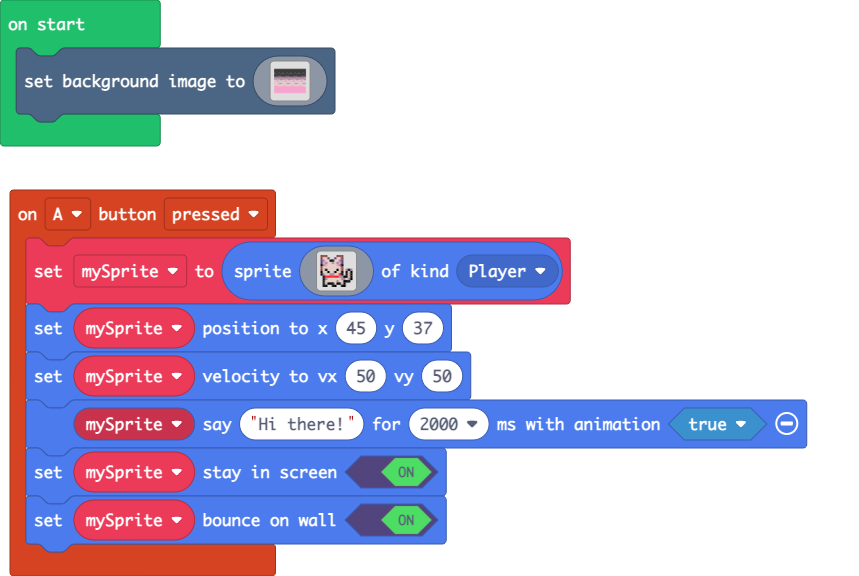 on start
set background image to
on A button pressed
set mySprite to sprite of kind Player
set mySprite position to x 45 y 37
set mySprite velocity to vx 50 vy 50
mySprite say "Hi there!" for 2000 ms with animation true
set mySprite stay in screen ON
set mySprite bounce on wall ON